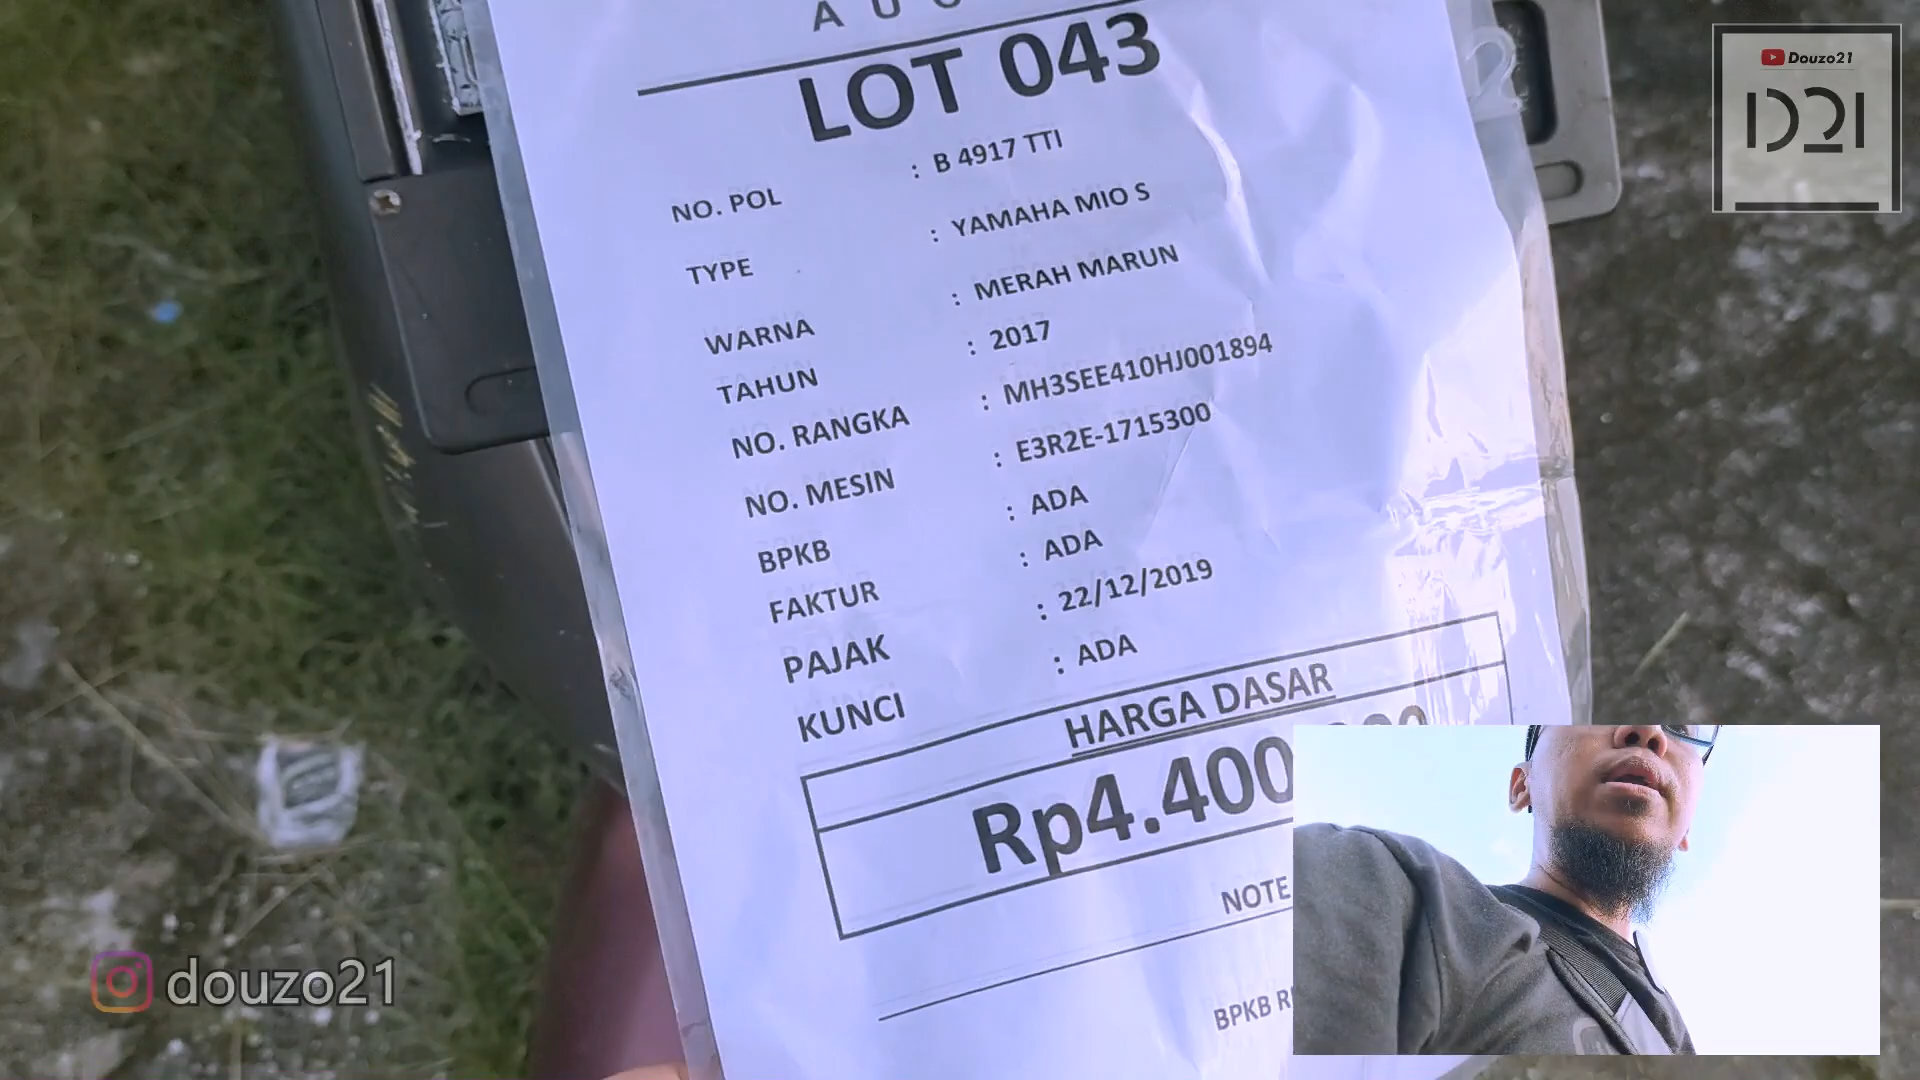 LOT 043
NO. POL : B 4917 TTI
TYPE : YAMAHA MIO S
WARNA : MERAH MARUN
TAHUN : 2017
NO. RANGKA : MH3SEE410HJ001894
NO. MESIN : E3R2E-1715300
BPKB : ADA
FAKTUR : ADA
PAJAK : 22/12/2019
KUNCI : ADA
HARGA DASAR
Rp4.400
NOTE
BPKB
Douzo21
D21
douzo21